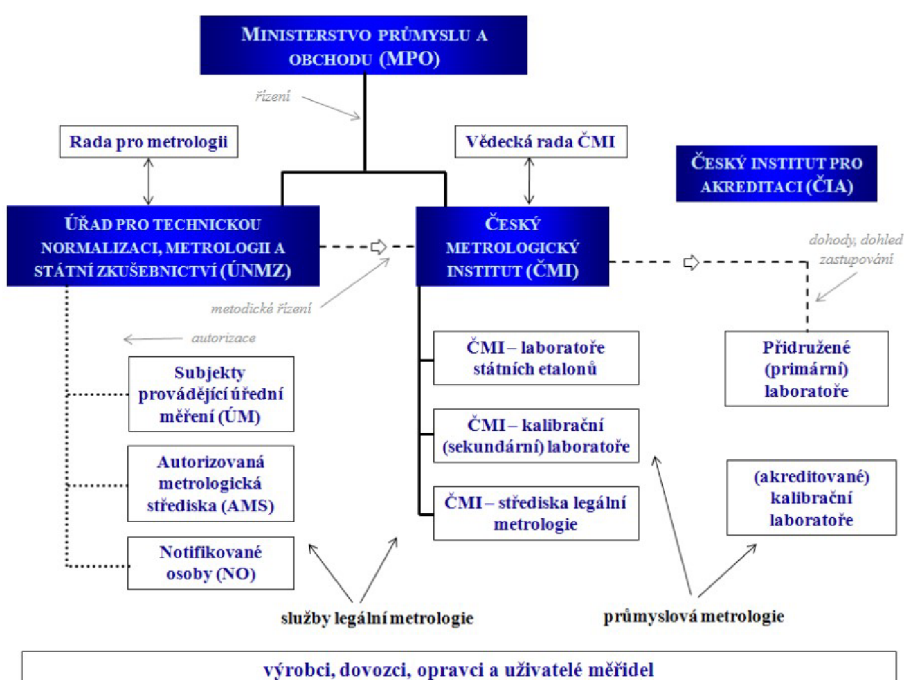 MINISTERSTVO PRŮMYSLU A
OBCHODU (MPO)
řízení
Rada pro metrologii
Vědecká rada ČMI
ČESKÝ INSTITUT PRO
AKREDITACI (ČIA)
ÚŘAD PRO TECHNICKOU
NORMALIZACI, METROLOGII A
STÁTNÍ ZKUŠEBNICTVÍ (ÚNMZ)
ČESKÝ
METROLOGICKÝ
INSTITUT (ČMI)
dohody, dohled
zastupování
metodické řízení
autorizace
Subjekty
provádějící úřední
měření (ÚM)
ČMI – laboratoře
státních etalonů
Přidružené
(primární)
laboratoře
ČMI – kalibrační
(sekundární) laboratoře
Autorizovaná
metrologická
střediska (AMS)
ČMI – střediska legální
metrologie
(akreditované)
kalibrační
laboratoře
Notifikované
osoby (NO)
služby legální metrologie
průmyslová metrologie
výrobci, dovozci, opravci a uživatelé měřidel